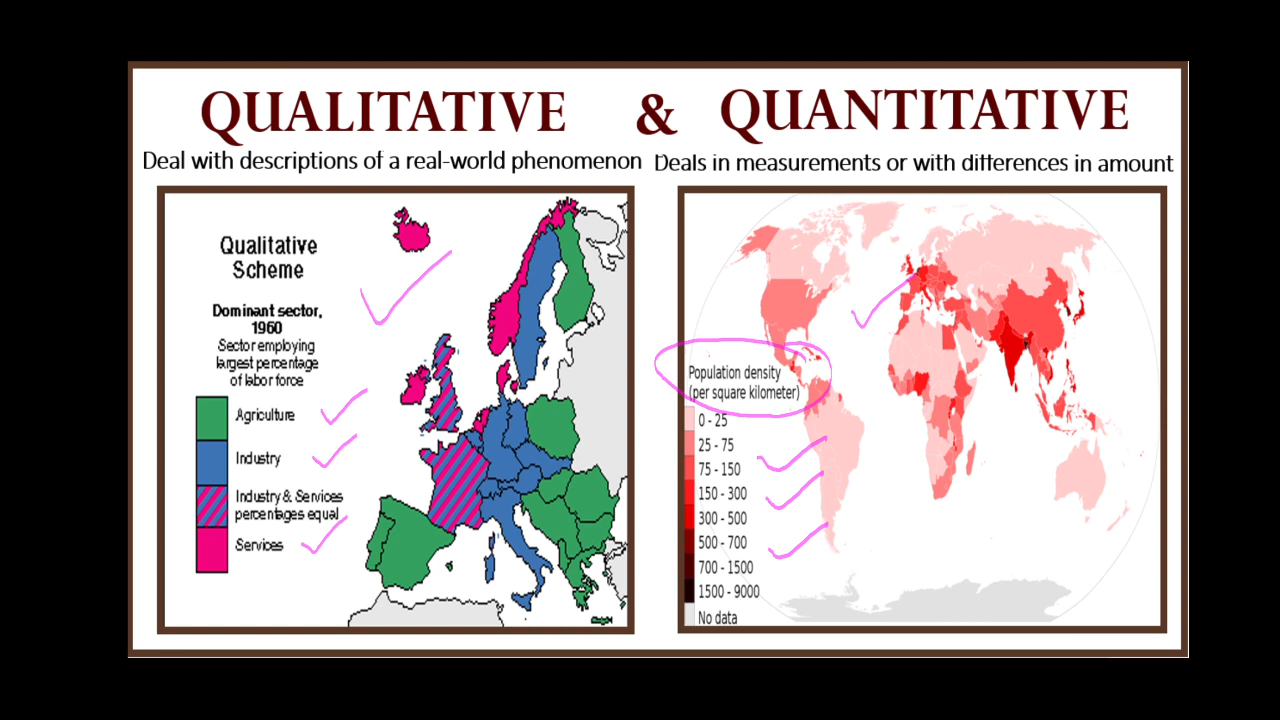 QUALITATIVE & QUANTITATIVE
Deal with descriptions of a real-world phenomenon
Deals in measurements or with differences in amount
Qualitative
Scheme
Dominant sector,
1960
Sector employing
largest percentage
of labor force
Agriculture
Industry
Industry & Services
percentages equal
Services
Population density
(per square kilometer)
0 - 25
25 - 75
75 - 150
150 - 300
300 - 500
500 - 700
700 - 1500
1500 - 9000
No data